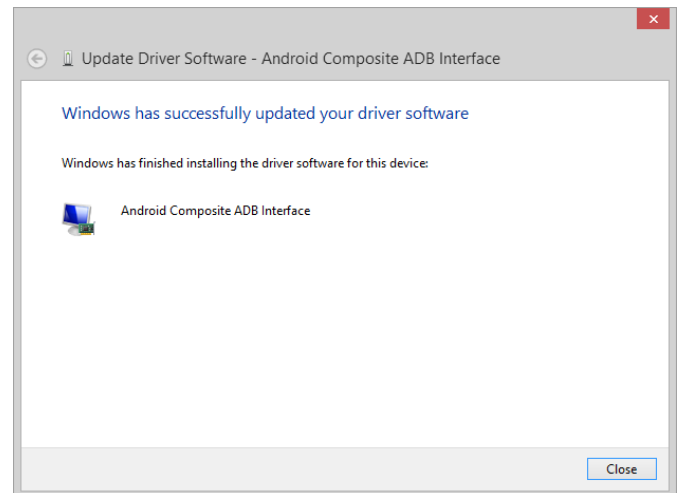 Update Driver Software - Android Composite ADB Interface
Windows has successfully updated your driver software
Windows has finished installing the driver software for this device:
Android Composite ADB Interface
Close